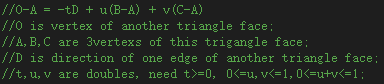 //O-A = -tD + u(B-A) + v(C-A)
//O is vertex of another triangle face;
//A,B,C are 3vertexs of this trigangle face;
//D is direction of one edge of another triangle face;
//t,u,v are doubles, need t>=0, 0<=u,v<=1,0<=u+v<=1;